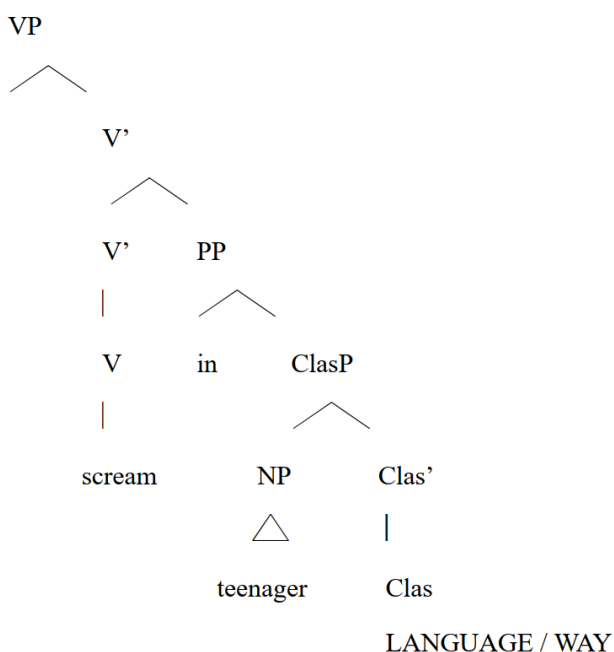 VP
V’
V’ PP
V in ClasP
scream NP Clas’
teenager Clas
LANGUAGE / WAY